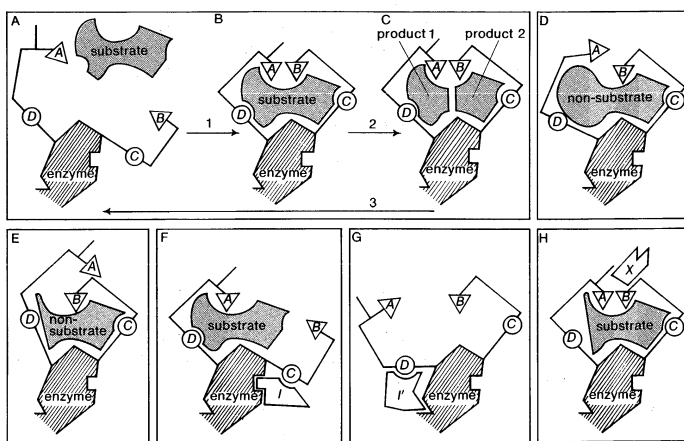 A
A
substrate
D
B
C
enzyme
1
B
A
B
substrate
D
C
enzyme
2
C
product 1
product 2
A
B
D
C
enzyme
3
D
A
B
non-substrate
D
C
enzyme
E
A
B
non-
substrate
D
C
enzyme
F
A
B
substrate
D
C
I
enzyme
G
A
B
D
C
I'
enzyme
H
X
A
B
substrate
D
C
enzyme